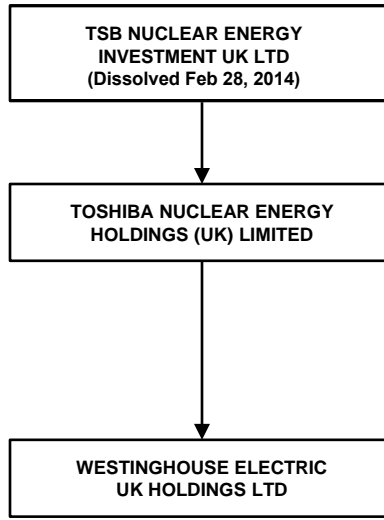 TSB NUCLEAR ENERGY
INVESTMENT UK LTD
(Dissolved Feb 28, 2014)
TOSHIBA NUCLEAR ENERGY
HOLDINGS (UK) LIMITED
WESTINGHOUSE ELECTRIC
UK HOLDINGS LTD